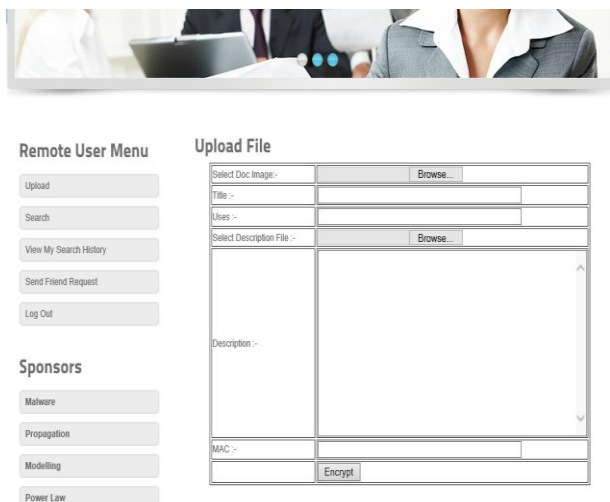 Remote User Menu
Upload
Search
View My Search History
Send Friend Request
Log Out
Sponsors
Malware
Propagation
Modelling
Power Law
Upload File
Select Doc Image:-
Browse...
Title :-
Uses :-
Select Description File :-
Browse...
Description :-
MAC :-
Encrypt